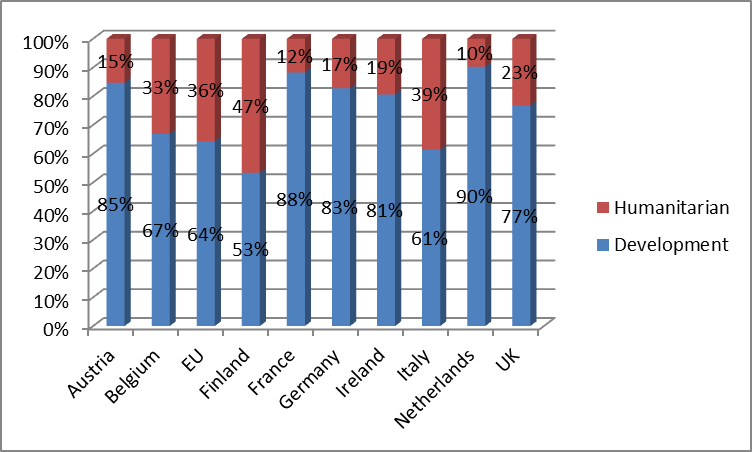 100%
90%
80%
70%
60%
50%
40%
30%
20%
10%
0%
15% 33% 36% 47% 12% 17% 19% 39% 10% 23%
85% 67% 64% 53% 88% 83% 81% 61% 90% 77%
Austria Belgium EU Finland France Germany Ireland Italy Netherlands UK
Humanitarian
Development